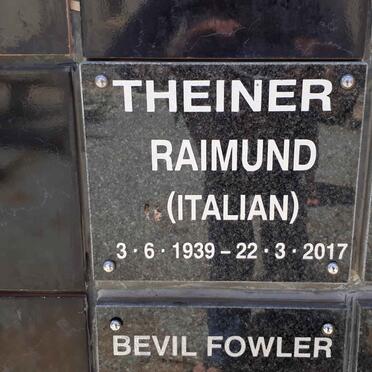 THEINER
RAIMUND
(ITALIAN)
3 · 6 · 1939 – 22 · 3 · 2017
BEVIL FOWLER